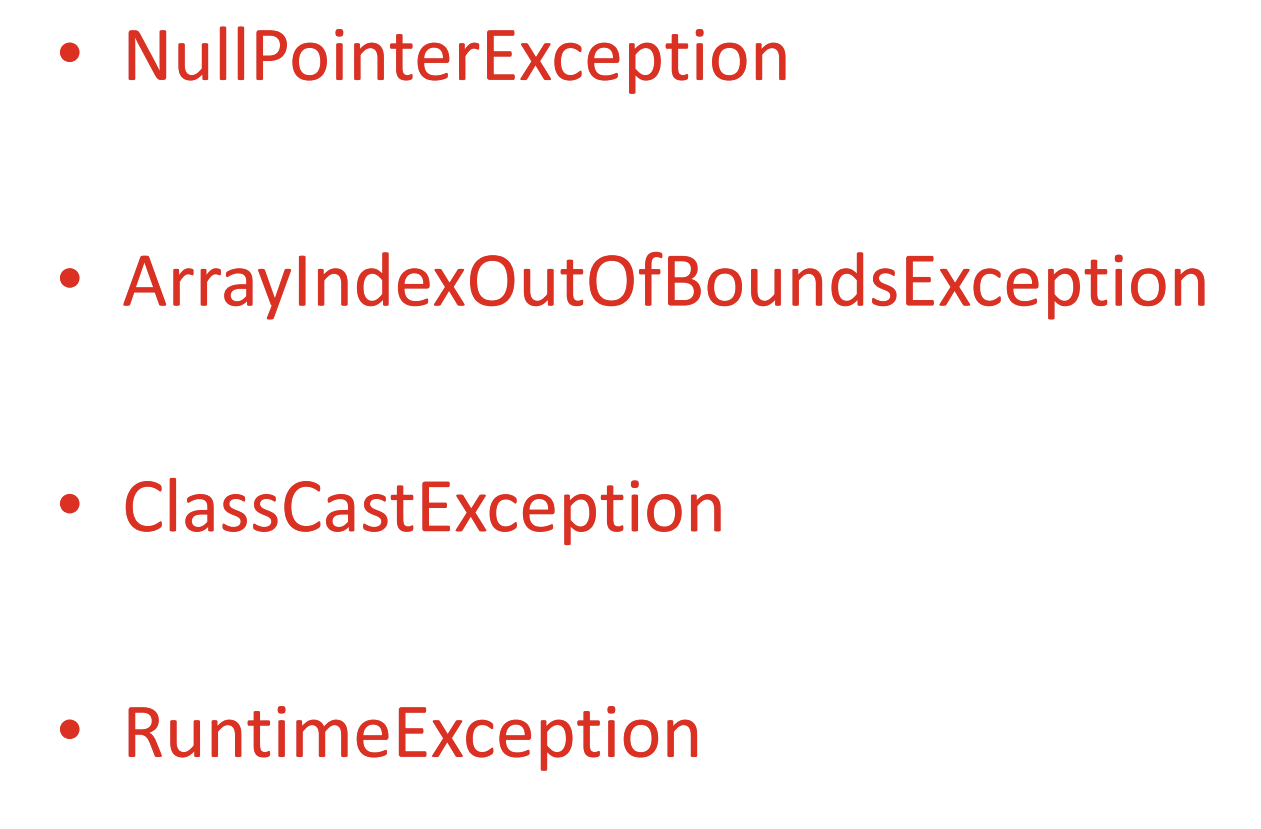 • NullPointerException
• ArrayIndexOutOfBoundsException
• ClassCastException
• RuntimeException